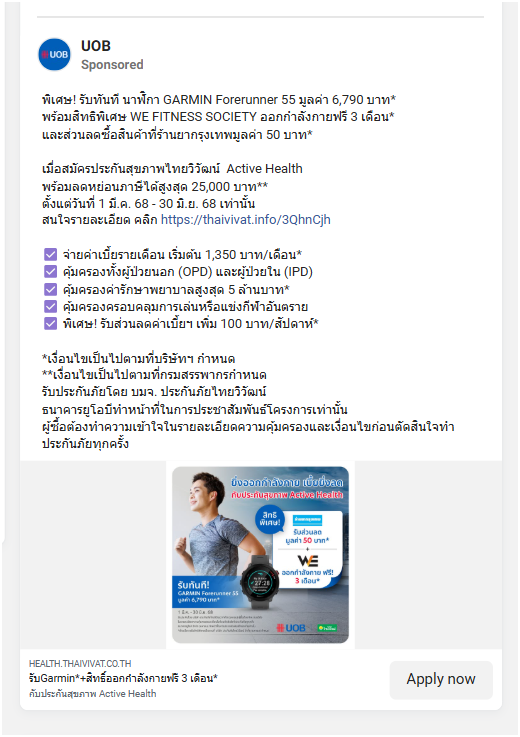 UOB
UOB
Sponsored
พิเศษ! รับทันที นาฬิกา GARMIN Forerunner 55 มูลค่า 6,790 บาท*
พร้อมสิทธิพิเศษ WE FITNESS SOCIETY ออกกำลังกายฟรี 3 เดือน*
และส่วนลดซื้อสินค้าที่ร้านยากรุงเทพมูลค่า 50 บาท*
เมื่อสมัครประกันสุขภาพไทยวิวัฒน์ Active Health
พร้อมลดหย่อนภาษีได้สูงสุด 25,000 บาท**
ตั้งแต่วันที่ 1 มี.ค. 68 - 30 มิ.ย. 68 เท่านั้น
สนใจรายละเอียด คลิก https://thaivivat.info/3QhnCjh
จ่ายค่าเบี้ยรายเดือน เริ่มต้น 1,350 บาท/เดือน*
คุ้มครองทั้งผู้ป่วยนอก (OPD) และผู้ป่วยใน (IPD)
คุ้มครองค่ารักษาพยาบาลสูงสุด 5 ล้านบาท*
คุ้มครองครอบคลุมการเล่นหรือแข่งกีฬาอันตราย
พิเศษ! รับส่วนลดค่าเบี้ยฯ เพิ่ม 100 บาท/สัปดาห์*
*เงื่อนไขเป็นไปตามที่บริษัทฯ กำหนด
**เงื่อนไขเป็นไปตามที่กรมสรรพากรกำหนด
รับประกันภัยโดย บมจ. ประกันภัยไทยวิวัฒน์
ธนาคารยูโอบีทำหน้าที่ในการประชาสัมพันธ์โครงการเท่านั้น
ผู้ซื้อต้องทำความเข้าใจในรายละเอียดความคุ้มครองและเงื่อนไขก่อนตัดสินใจทำ
ประกันภัยทุกครั้ง
ยิ่งออกกำลังกาย เบี้ยยิ่งลด
กับประกันสุขภาพ Active Health
สิทธิ
พิเศษ!
รับส่วนลด
มูลค่า 50 บาท*
WE
ออกกำลังกาย ฟรี!
3 เดือน*
รับทันที!
GARMIN Forerunner 55
มูลค่า 6,790 บาท*
1 มี.ค. - 30 มิ.ย. 68
UOB
HEALTH.THAIVIVAT.CO.TH
รับGarmin*+สิทธิ์ออกกำลังกายฟรี 3 เดือน*
กับประกันสุขภาพ Active Health
Apply now